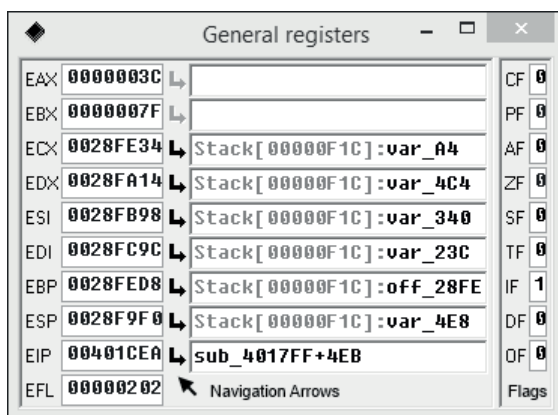 General registers
EAX 0000003C CF 0
EBX 0000007F PF 0
ECX 0028FE34 Stack[00000F1C]:var_A4 AF 0
EDX 0028FA14 Stack[00000F1C]:var_4C4 ZF 0
ESI 0028FB98 Stack[00000F1C]:var_340 SF 0
EDI 0028FC9C Stack[00000F1C]:var_23C TF 0
EBP 0028FED8 Stack[00000F1C]:off_28FE IF 1
ESP 0028F9F0 Stack[00000F1C]:var_4E8 DF 0
EIP 00401CEA sub_4017FF+4EB OF 0
EFL 00000202 Navigation Arrows Flags